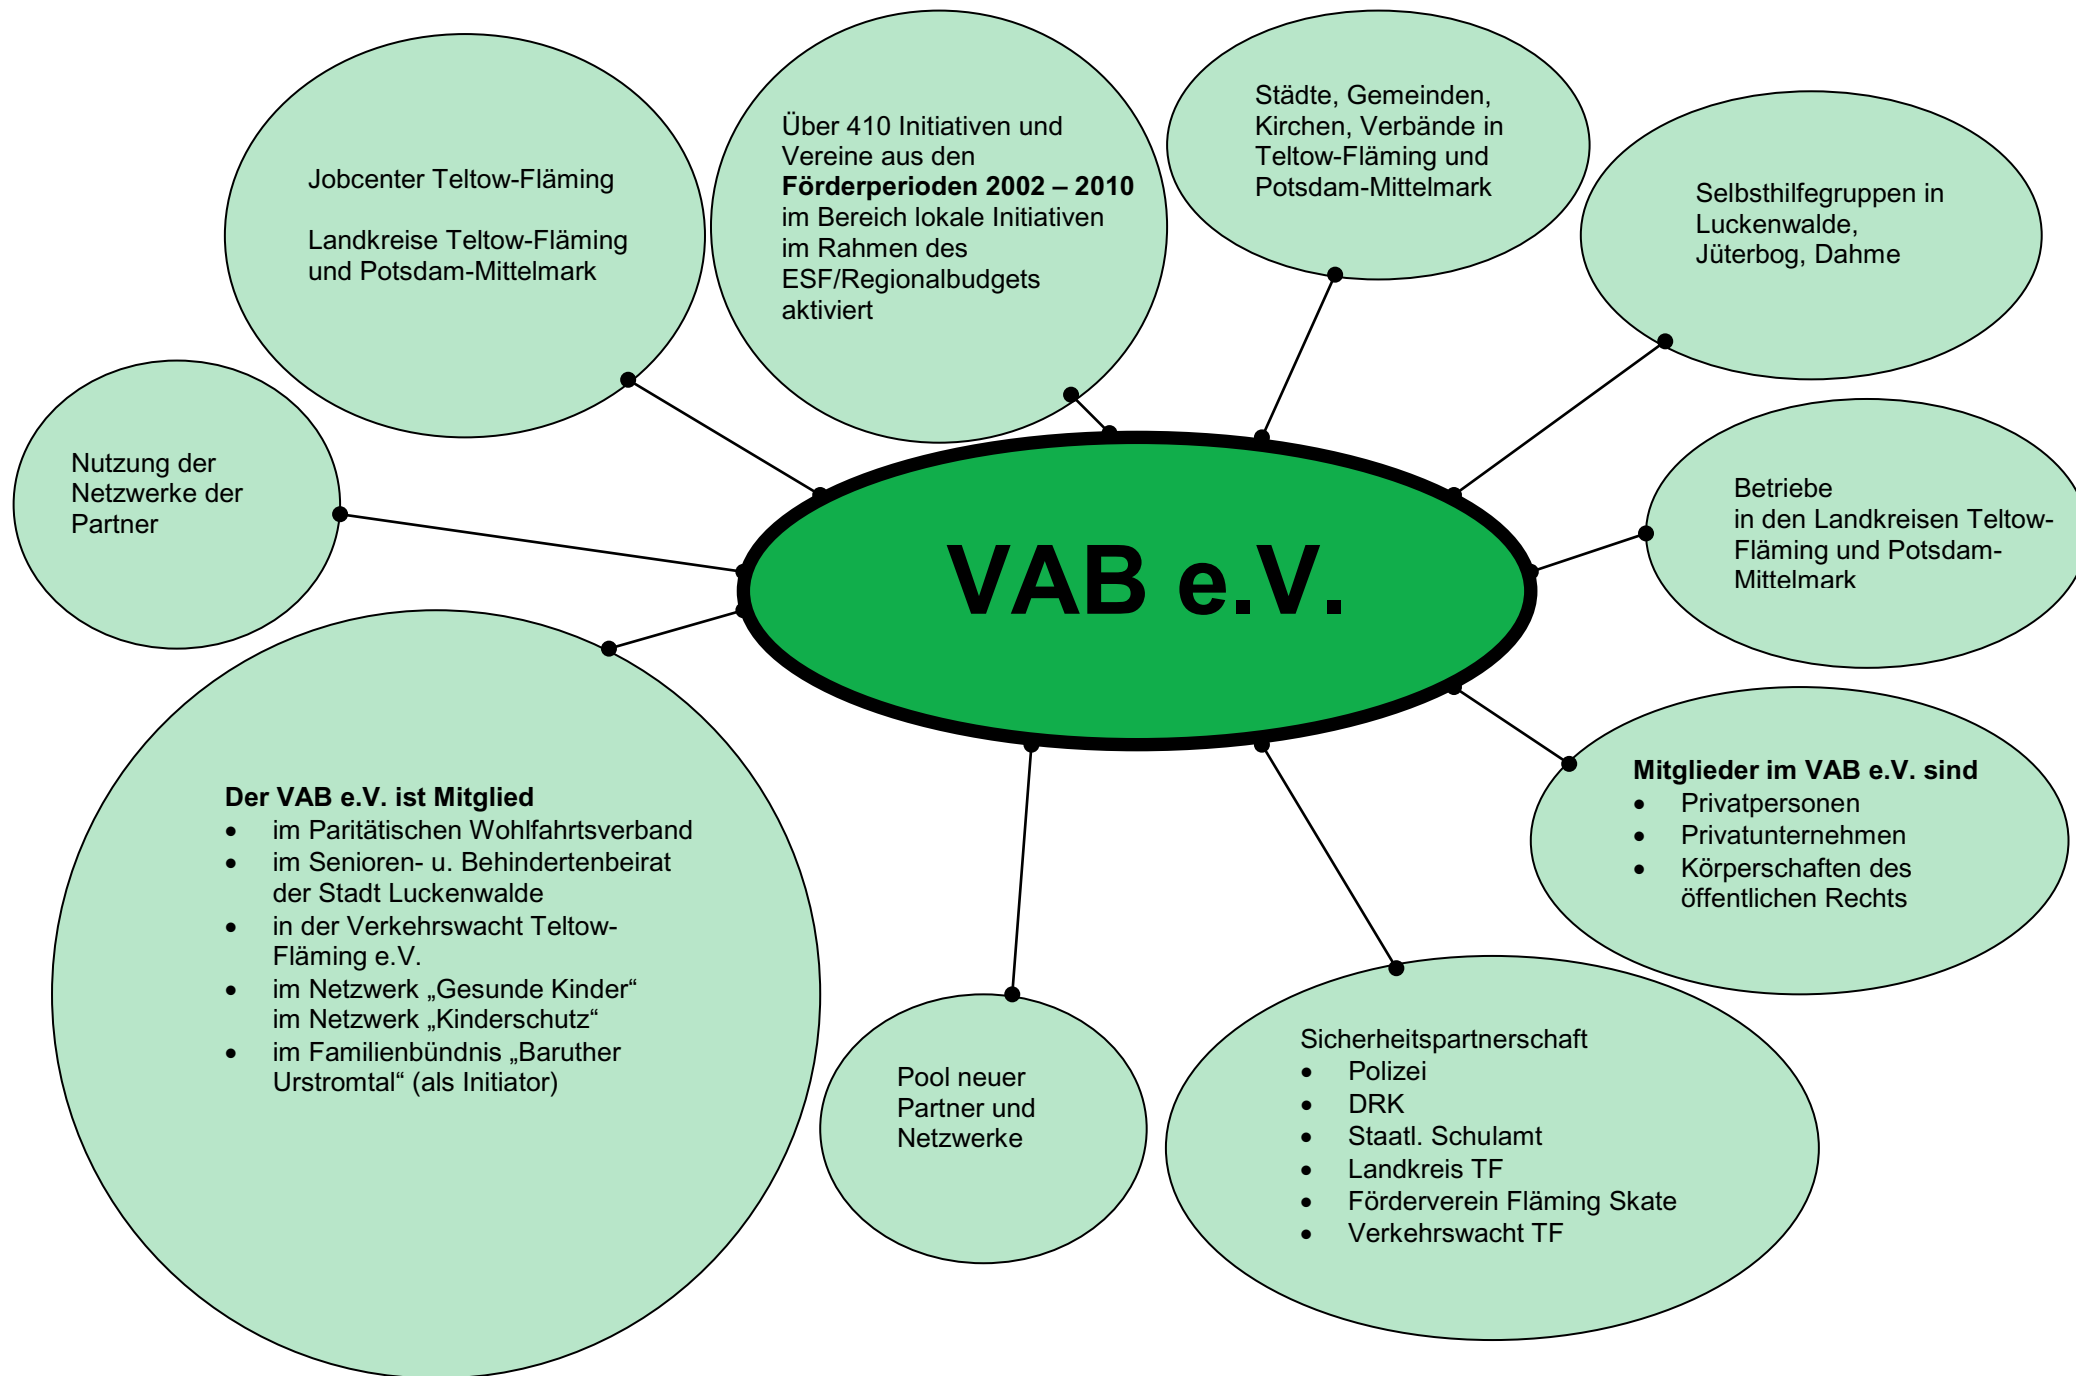 Jobcenter Teltow-Fläming
Landkreise Teltow-Fläming
und Potsdam-Mittelmark
Über 410 Initiativen und
Vereine aus den
Förderperioden 2002 – 2010
im Bereich lokale Initiativen
im Rahmen des
ESF/Regionalbudgets
aktiviert
Städte, Gemeinden,
Kirchen, Verbände in
Teltow-Fläming und
Potsdam-Mittelmark
Selbsthilfegruppen in
Luckenwalde,
Jüterbog, Dahme
Nutzung der
Netzwerke der
Partner
VAB e.V.
Betriebe
in den Landkreisen Teltow-
Fläming und Potsdam-
Mittelmark
Der VAB e.V. ist Mitglied
• im Paritätischen Wohlfahrtsverband
• im Senioren- u. Behindertenbeirat
der Stadt Luckenwalde
• in der Verkehrswacht Teltow-
Fläming e.V.
• im Netzwerk „Gesunde Kinder“
im Netzwerk „Kinderschutz“
• im Familienbündnis „Baruther
Urstromtal“ (als Initiator)
Pool neuer
Partner und
Netzwerke
Sicherheitspartnerschaft
• Polizei
• DRK
• Staatl. Schulamt
• Landkreis TF
• Förderverein Fläming Skate
• Verkehrswacht TF
Mitglieder im VAB e.V. sind
• Privatpersonen
• Privatunternehmen
• Körperschaften des
öffentlichen Rechts